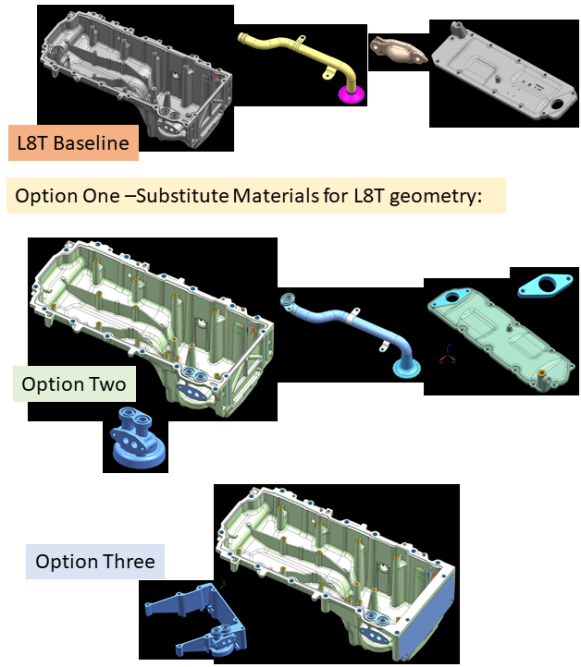 L8T Baseline
Option One –Substitute Materials for L8T geometry:
Option Two
Option Three